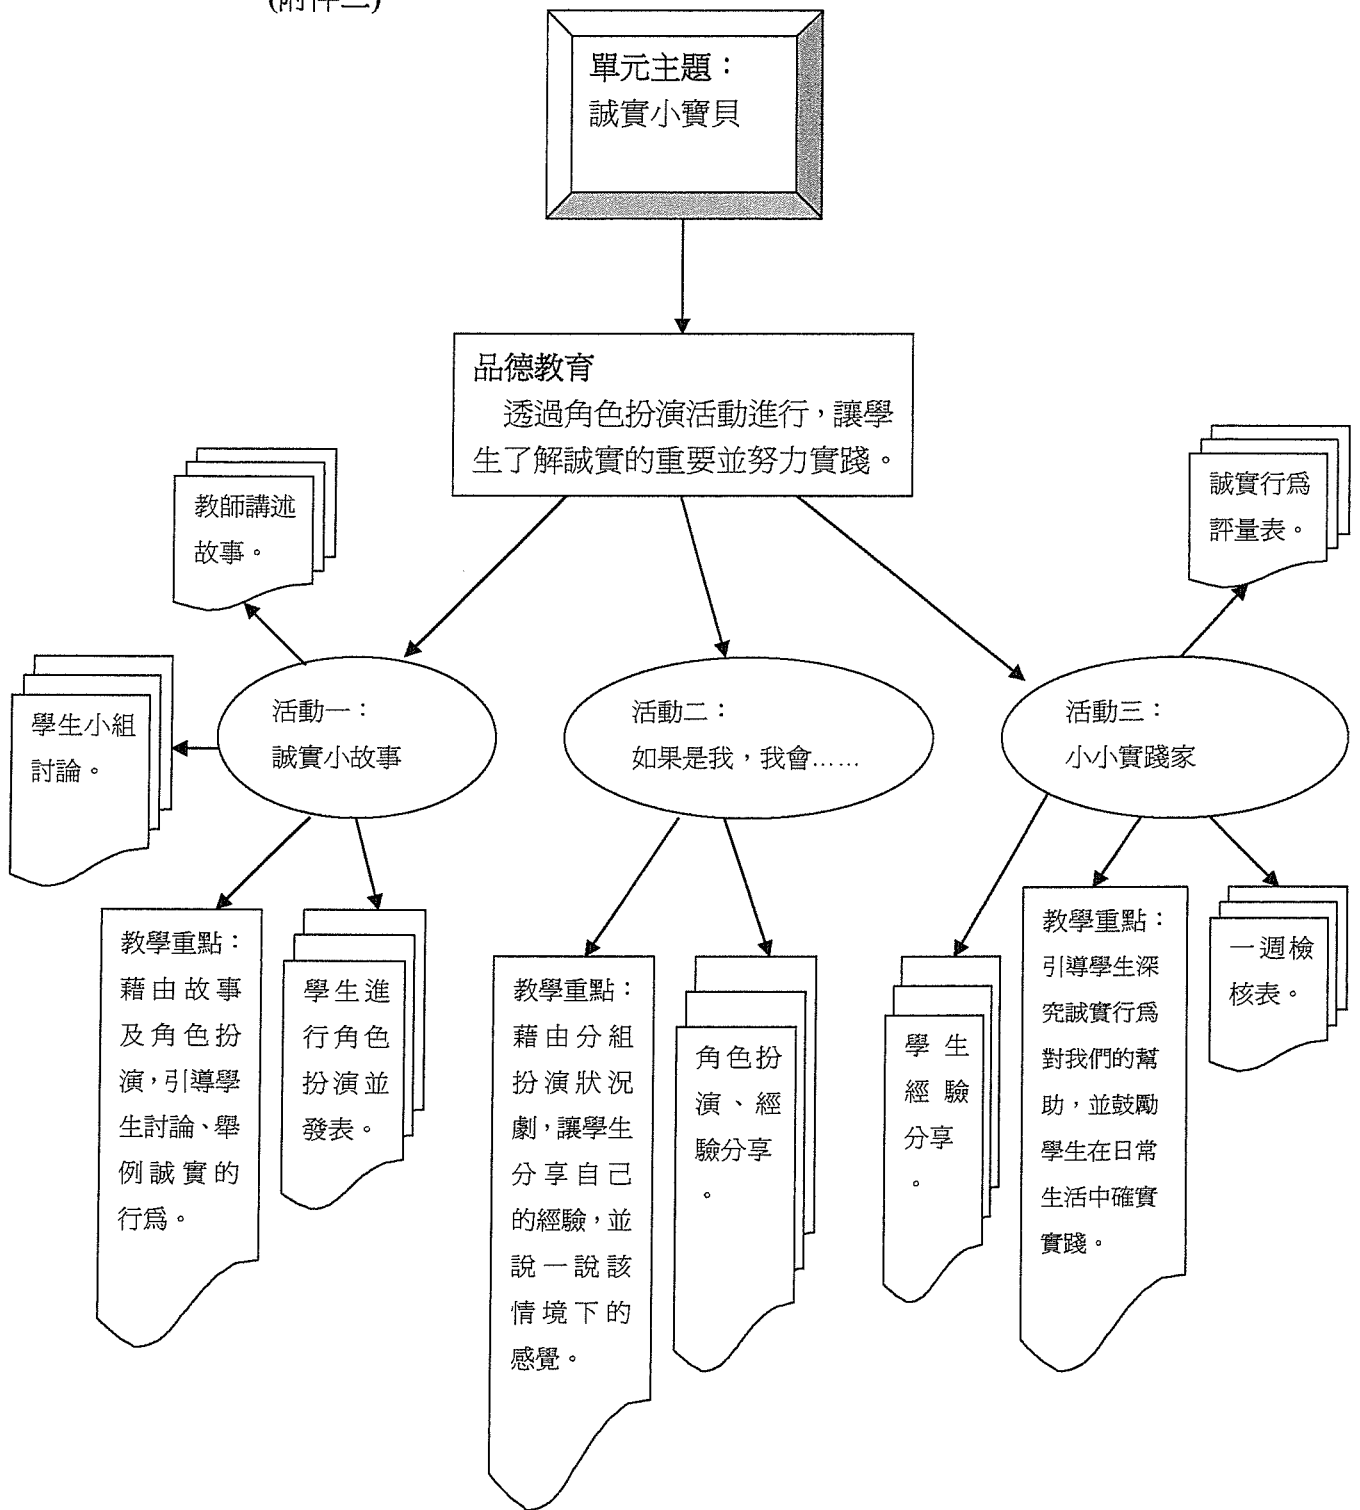 單元主題：
誠實小寶貝
品德教育
透過角色扮演活動進行，讓學
生了解誠實的重要並努力實踐。
教師講述
故事。
誠實行為
評量表。
學生小組
討論。
活動一：
誠實小故事
活動二：
如果是我，我會……
活動三：
小小實踐家
教學重點：
藉由故事
及角色扮
演，引導學
生討論、舉
例誠實的
行為。
學生進
行角色
扮演並
發表。
教學重點：
藉由分組
扮演狀況
劇，讓學生
分享自己
的經驗，並
說一說該
情境下的
感覺。
角色扮
演、經
驗分享
。
學生
經驗
分享
。
教學重點：
引導學生深
究誠實行為
對我們的幫
助，並鼓勵
學生在日常
生活中確實
實踐。
一週檢
核表。